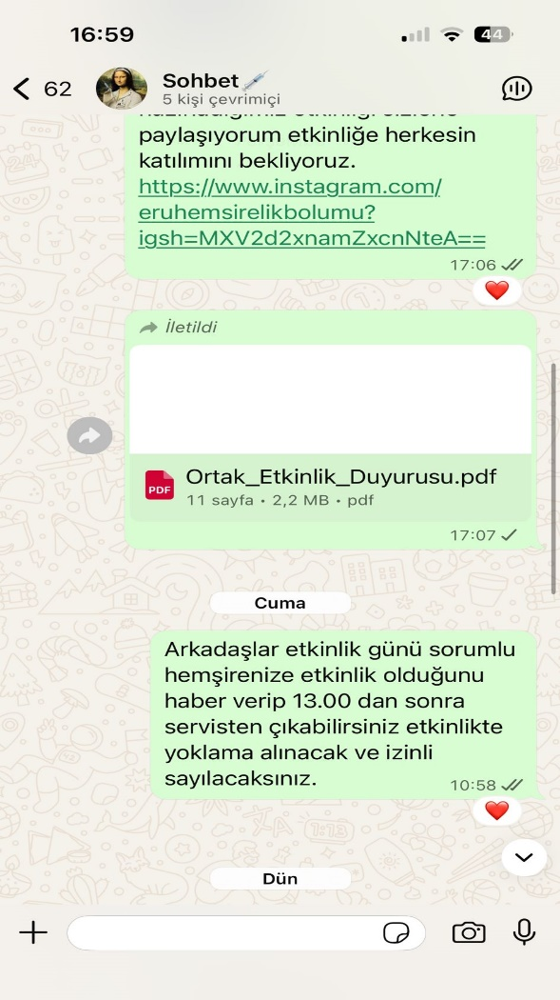 16:59
44
62
Sohbet
5 kişi çevrimiçi
paylaşıyorum etkinliğe herkesin
katılımını bekliyoruz.
https://www.instagram.com/
eruhemsirelikbolumu?
igsh=MXV2d2xnamZxcnNteA==
17:06
İletildi
PDF
Ortak_Etkinlik_Duyurusu.pdf
11 sayfa • 2,2 MB • pdf
17:07
Cuma
Arkadaşlar etkinlik günü sorumlu
hemşirenize etkinlik olduğunu
haber verip 13.00 dan sonra
servisten çıkabilirsiniz etkinlikte
yoklama alınacak ve izinli
sayılacaksınız.
10:58
Dün